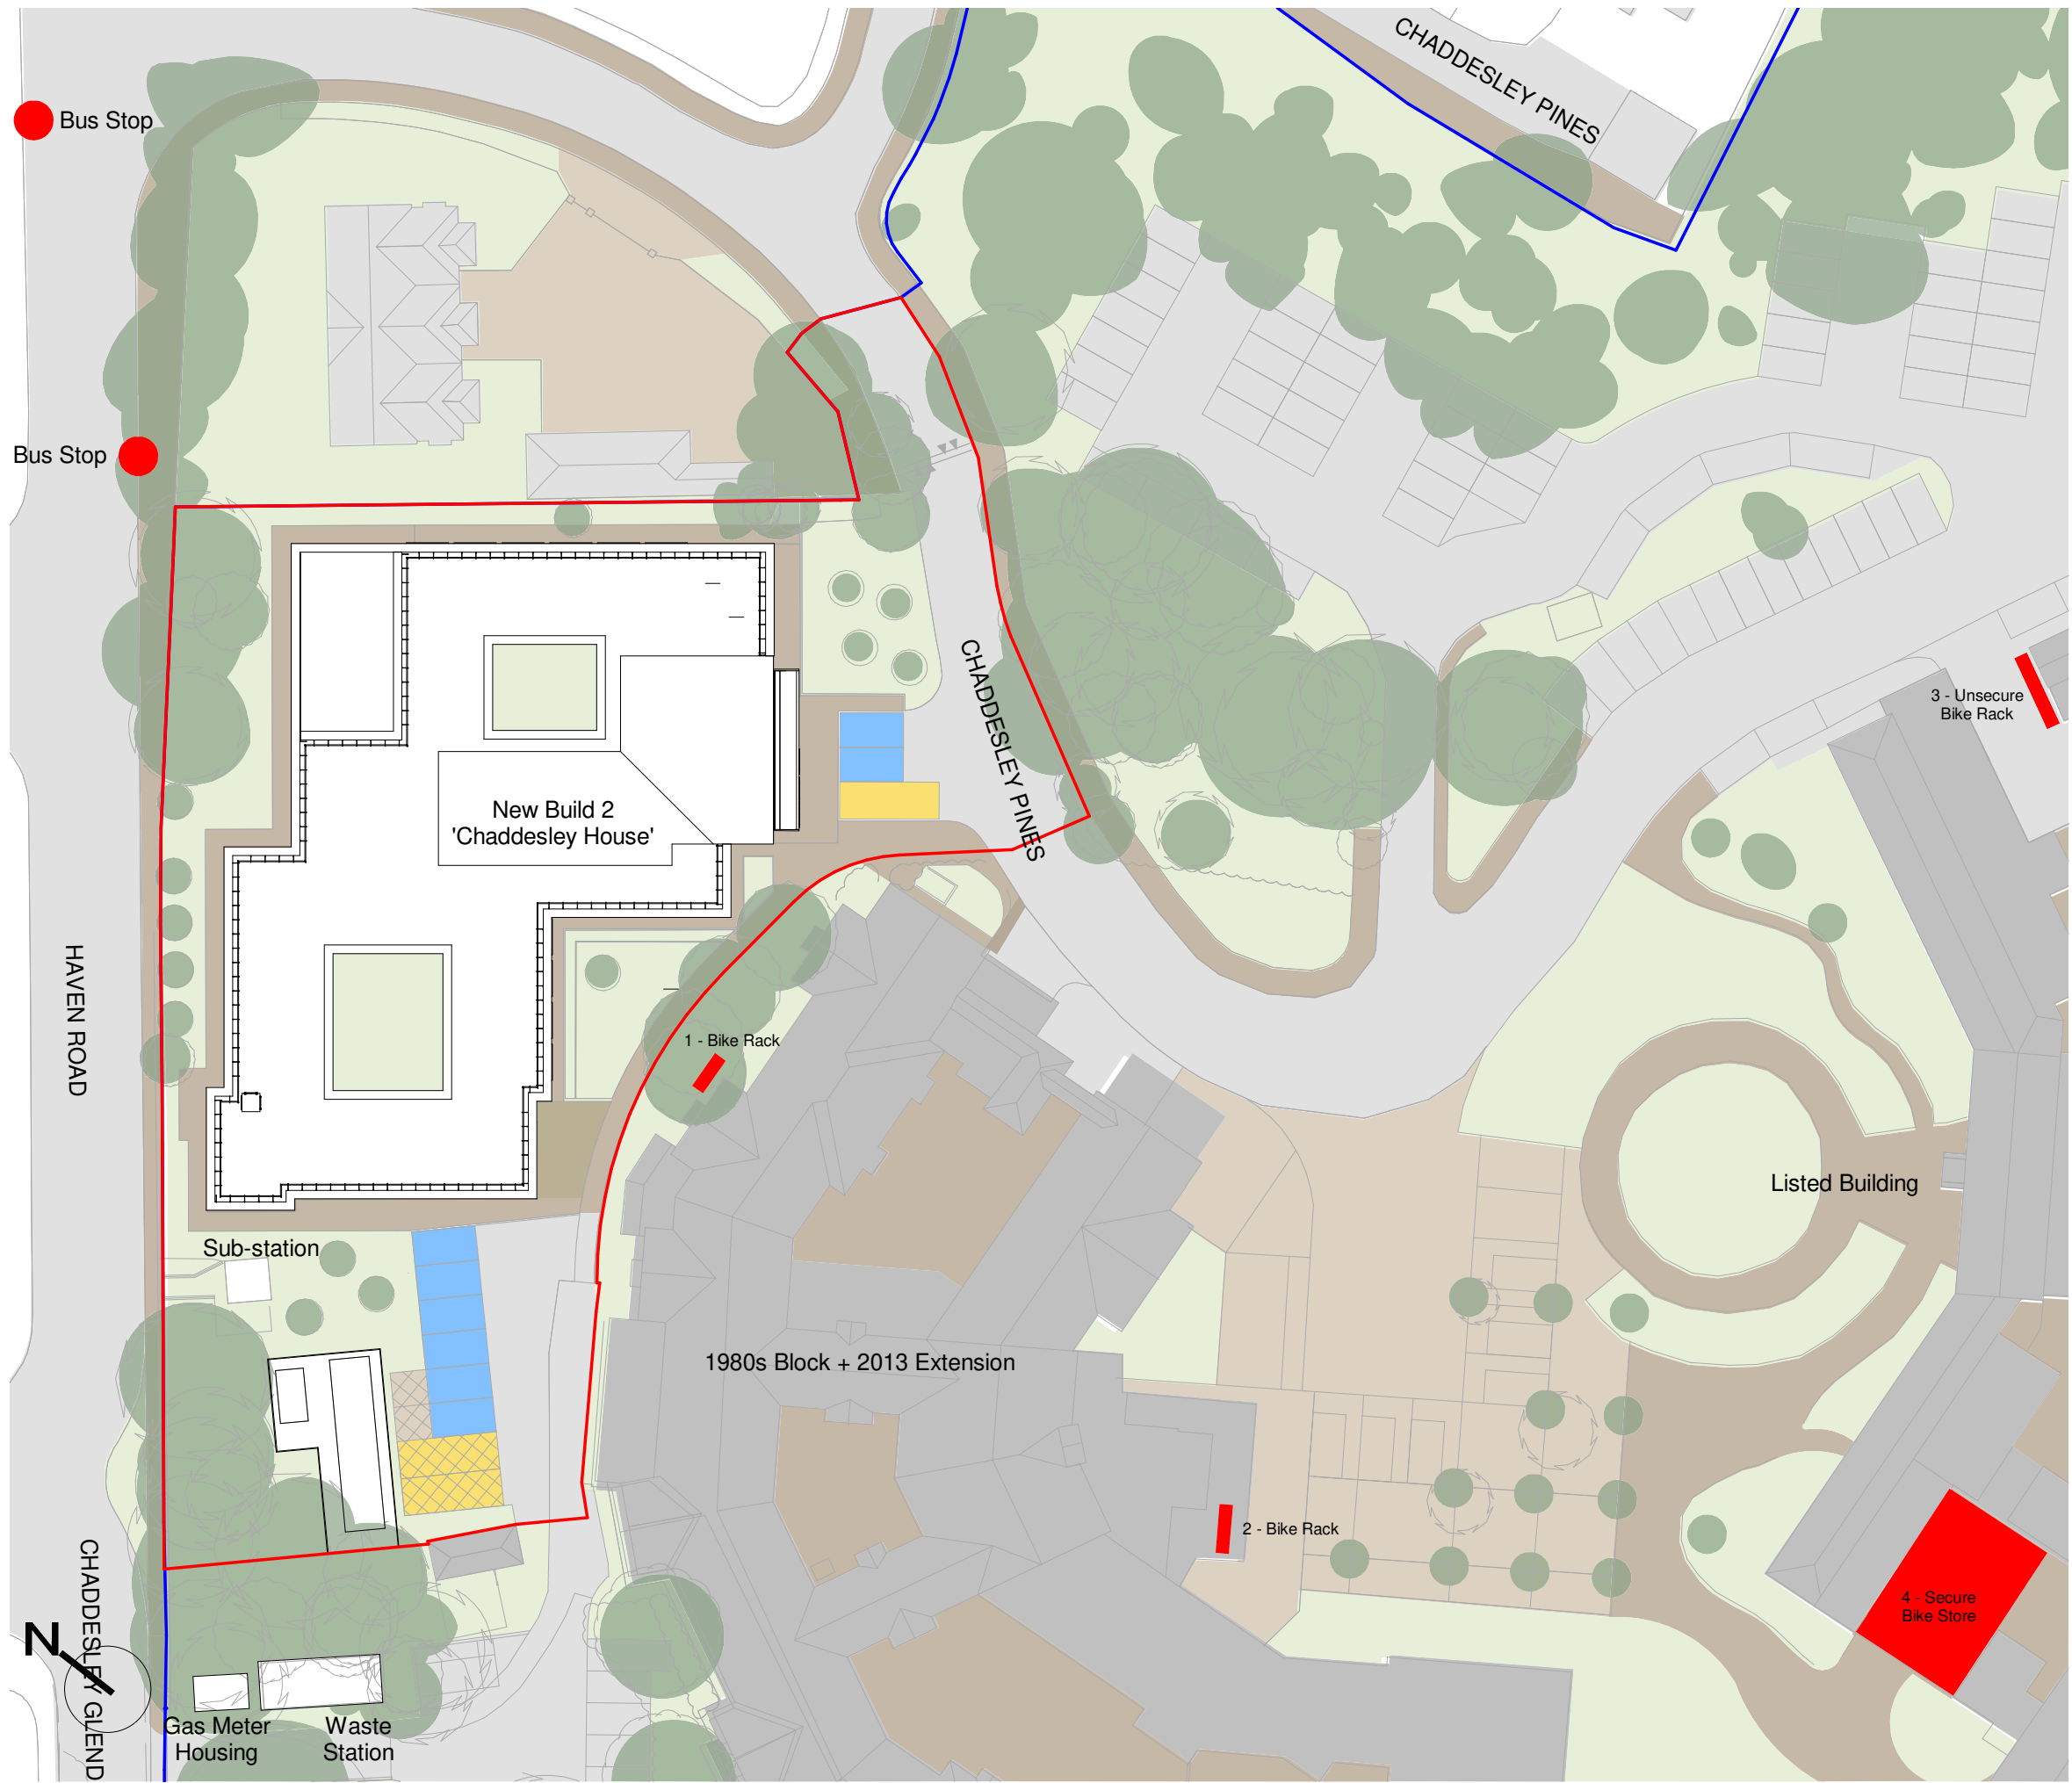 CHADDESLEY PINES
Bus Stop
Bus Stop
CHADDESLEY PINES
3 - Unsecure
Bike Rack
New Build 2
'Chaddesley House'
HAVEN ROAD
1 - Bike Rack
Listed Building
Sub-station
1980s Block + 2013 Extension
2 - Bike Rack
4 - Secure
Bike Store
N
CHADDESLEY GLEND
Gas Meter
Housing
Waste
Station